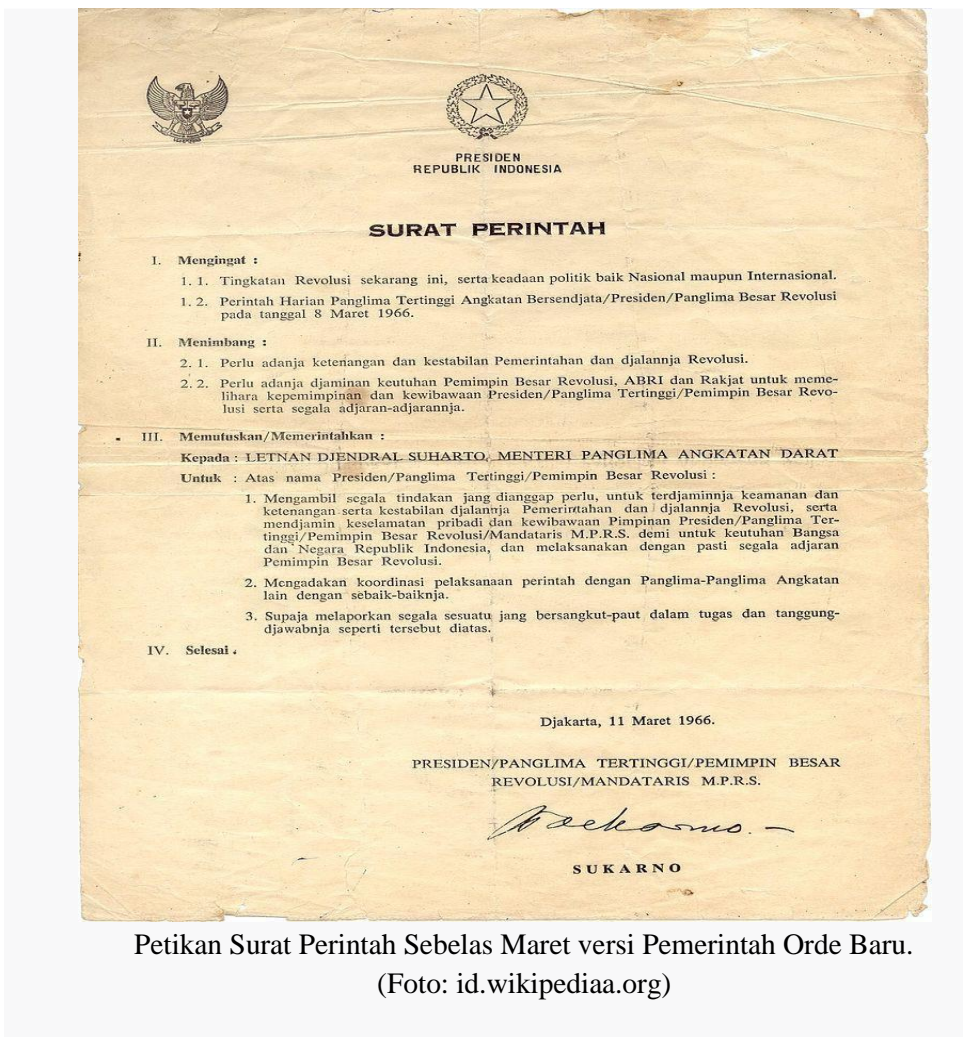 PRESIDEN
REPUBLIK INDONESIA
SURAT PERINTAH
I. Mengingat :
1. 1. Tingkatan Revolusi sekarang ini, serta keadaan politik baik Nasional maupun Internasional.
1. 2. Perintah Harian Panglima Tertinggi Angkatan Bersendjata/Presiden/Panglima Besar Revolusi
pada tanggal 8 Maret 1966.
II. Menimbang :
2. 1. Perlu adanja ketenangan dan kestabilan Pemerintahan dan djalannja Revolusi.
2. 2. Perlu adanja djaminan keutuhan Pemimpin Besar Revolusi, ABRI dan Rakjat untuk meme-
lihara kepemimpinan dan kewibawaan Presiden/Panglima Tertinggi/Pemimpin Besar Revo-
lusi serta segala adjaran-adjarannja.
III. Memutuskan/Memerintahkan :
Kepada : LETNAN DJENDRAL SUHARTO, MENTERI PANGLIMA ANGKATAN DARAT
Untuk : Atas nama Presiden/Panglima Tertinggi/Pemimpin Besar Revolusi :
1. Mengambil segala tindakan jang dianggap perlu, untuk terdjaminnja keamanan dan
ketenangan serta kestabilan djalannja Pemerintahan dan djalannja Revolusi, serta
mendjamin keselamatan pribadi dan kewibawaan Pimpinan Presiden/Panglima Ter-
tinggi/Pemimpin Besar Revolusi/Mandataris M.P.R.S. demi untuk keutuhan Bangsa
dan Negara Republik Indonesia, dan melaksanakan dengan pasti segala adjaran
Pemimpin Besar Revolusi.
2. Mengadakan koordinasi pelaksanaan perintah dengan Panglima-Panglima Angkatan
lain dengan sebaik-baiknja.
3. Supaja melaporkan segala sesuatu jang bersangkut-paut dalam tugas dan tanggung-
djawabnja seperti tersebut diatas.
IV. Selesai.
Djakarta, 11 Maret 1966.
PRESIDEN/PANGLIMA TERTINGGI/PEMIMPIN BESAR
REVOLUSI/MANDATARIS M.P.R.S.
Soekarno.-
SUKARNO
Petikan Surat Perintah Sebelas Maret versi Pemerintah Orde Baru.
(Foto: id.wikipediaa.org)